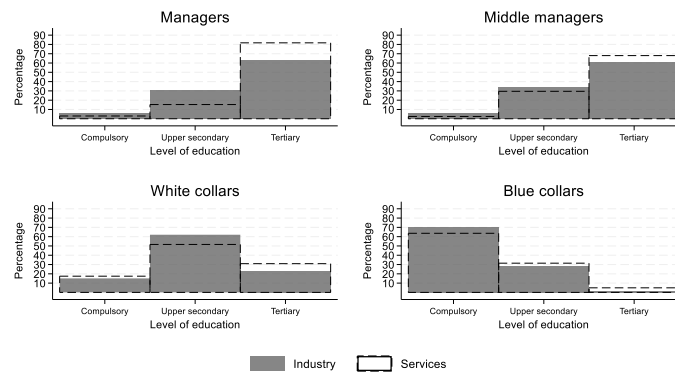 Managers
Percentage
90
80
70
60
50
40
30
20
10
Compulsory Upper secondary Tertiary
Level of education
Middle managers
Percentage
90
80
70
60
50
40
30
20
10
Compulsory Upper secondary Tertiary
Level of education
White collars
Percentage
90
80
70
60
50
40
30
20
10
Compulsory Upper secondary Tertiary
Level of education
Blue collars
Percentage
90
80
70
60
50
40
30
20
10
Compulsory Upper secondary Tertiary
Level of education
Industry Services